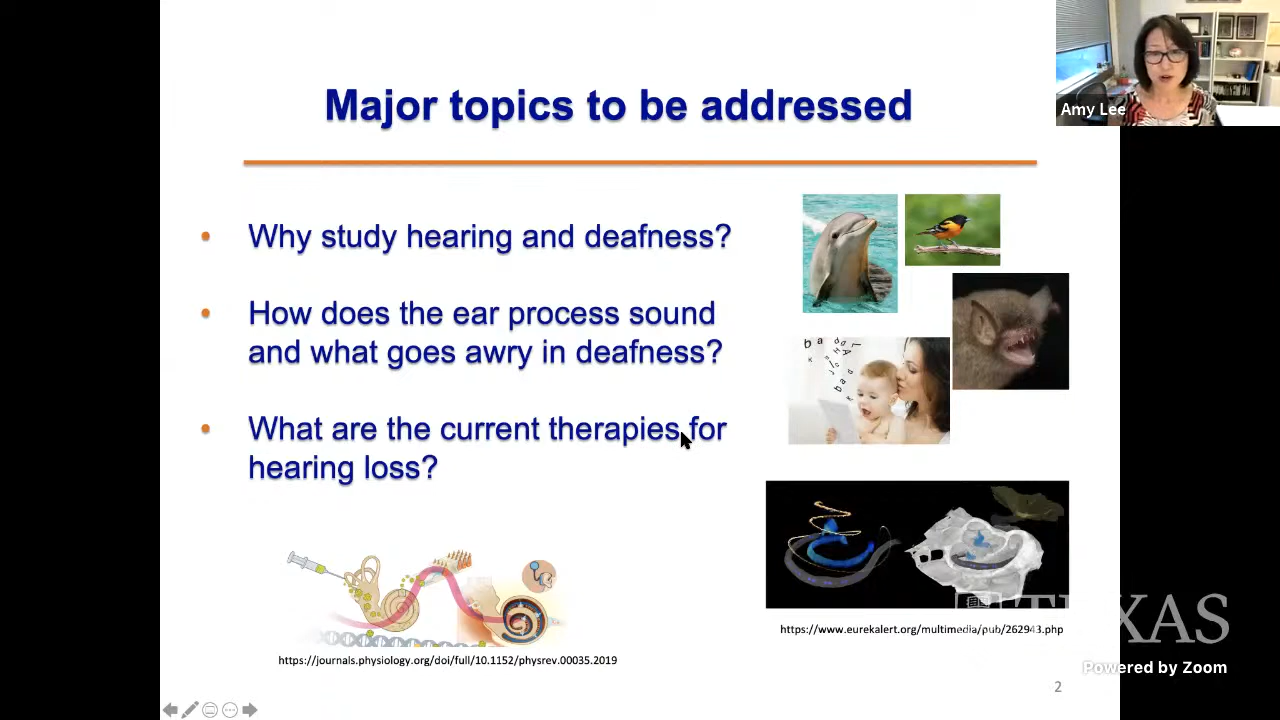 Major topics to be addressed
Amy Lee
• Why study hearing and deafness?
• How does the ear process sound
and what goes awry in deafness?
• What are the current therapies for
hearing loss?
https://www.eurekalert.org/multimedia/pub/262943.php
https://journals.physiology.org/doi/full/10.1152/physrev.00035.2019
TEXAS
Powered by Zoom
2